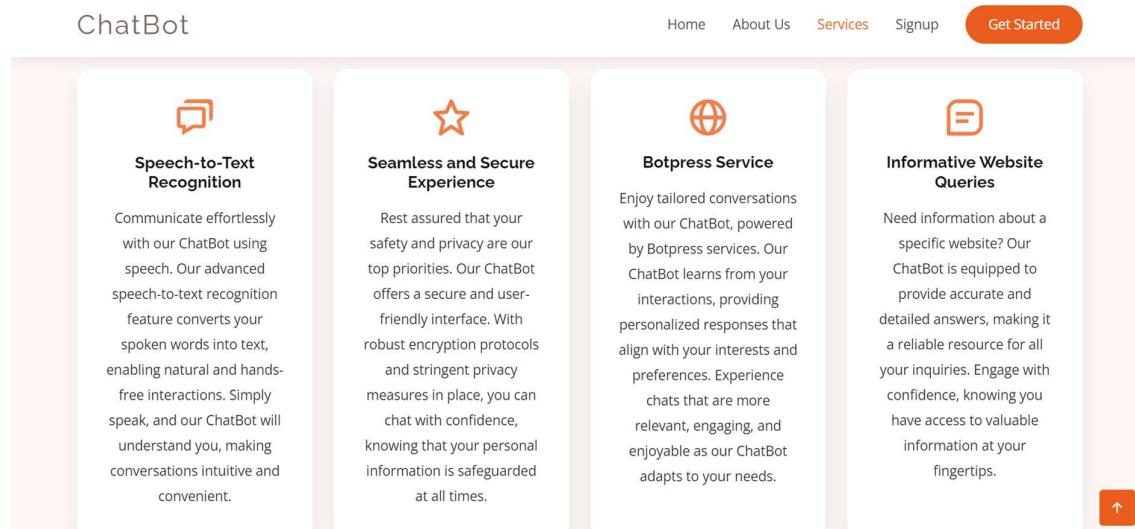 ChatBot
Home About Us Services Signup Get Started
Speech-to-Text
Recognition
Communicate effortlessly
with our ChatBot using
speech. Our advanced
speech-to-text recognition
feature converts your
spoken words into text,
enabling natural and hands-
free interactions. Simply
speak, and our ChatBot will
understand you, making
conversations intuitive and
convenient.
Seamless and Secure
Experience
Rest assured that your
safety and privacy are our
top priorities. Our ChatBot
offers a secure and user-
friendly interface. With
robust encryption protocols
and stringent privacy
measures in place, you can
chat with confidence,
knowing that your personal
information is safeguarded
at all times.
Botpress Service
Enjoy tailored conversations
with our ChatBot, powered
by Botpress services. Our
ChatBot learns from your
interactions, providing
personalized responses that
align with your interests and
preferences. Experience
chats that are more
relevant, engaging, and
enjoyable as our ChatBot
adapts to your needs.
Informative Website
Queries
Need information about a
specific website? Our
ChatBot is equipped to
provide accurate and
detailed answers, making it
a reliable resource for all
your inquiries. Engage with
confidence, knowing you
have access to valuable
information at your
fingertips.